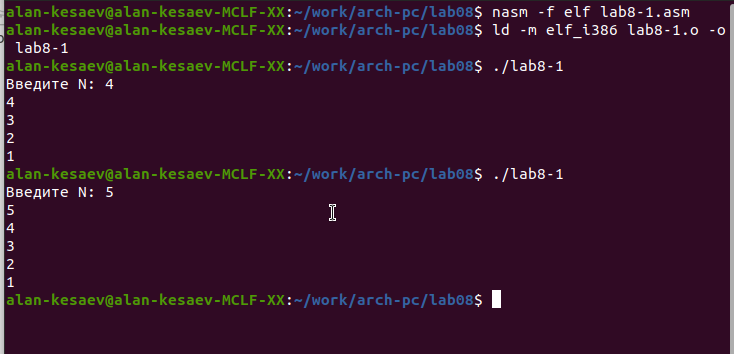 alan-kesaev@alan-kesaev-MCLF-XX:~/work/arch-pc/lab08$ nasm -f elf lab8-1.asm
alan-kesaev@alan-kesaev-MCLF-XX:~/work/arch-pc/lab08$ ld -m elf_i386 lab8-1.o -o
lab8-1
alan-kesaev@alan-kesaev-MCLF-XX:~/work/arch-pc/lab08$ ./lab8-1
Введите N: 4
4
3
2
1
alan-kesaev@alan-kesaev-MCLF-XX:~/work/arch-pc/lab08$ ./lab8-1
Введите N: 5
5
4
3
2
1
alan-kesaev@alan-kesaev-MCLF-XX:~/work/arch-pc/lab08$